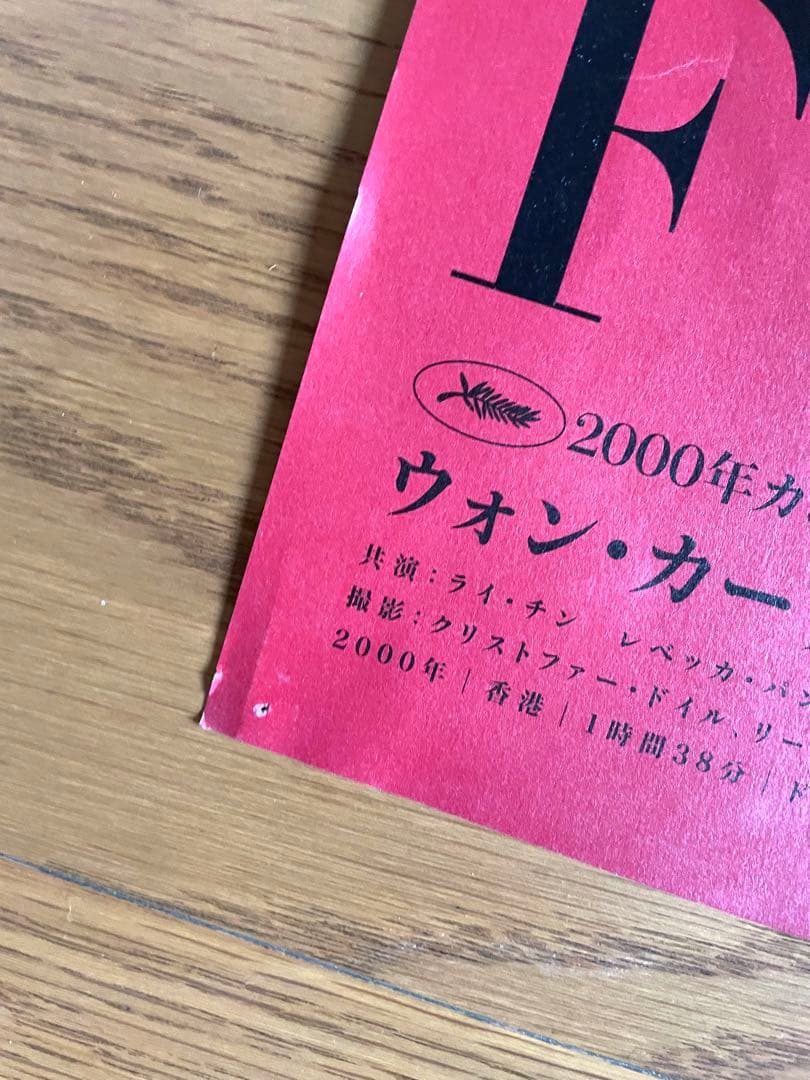 F
2000年カ
ウォン・カー
共演：ライ・チン　レベッカ・パン
撮影：クリストファー・ドイル、リー
2000年｜香港｜1時間38分｜ド